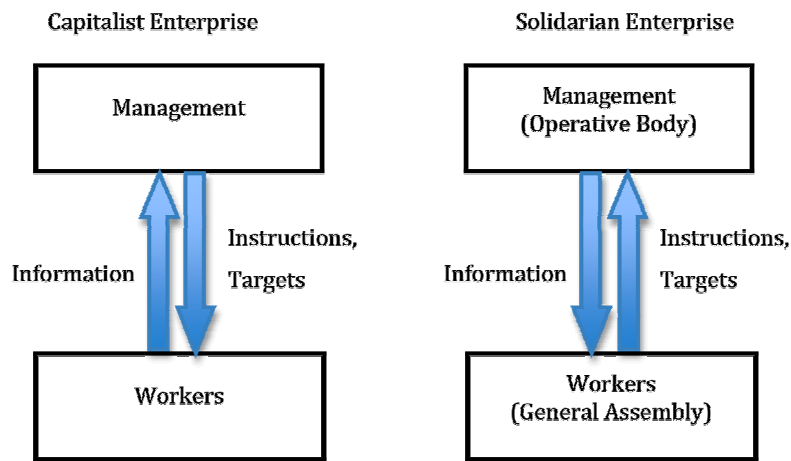 Capitalist Enterprise
Management
Information
Instructions,
Targets
Workers
Solidarian Enterprise
Management
(Operative Body)
Information
Instructions,
Targets
Workers
(General Assembly)